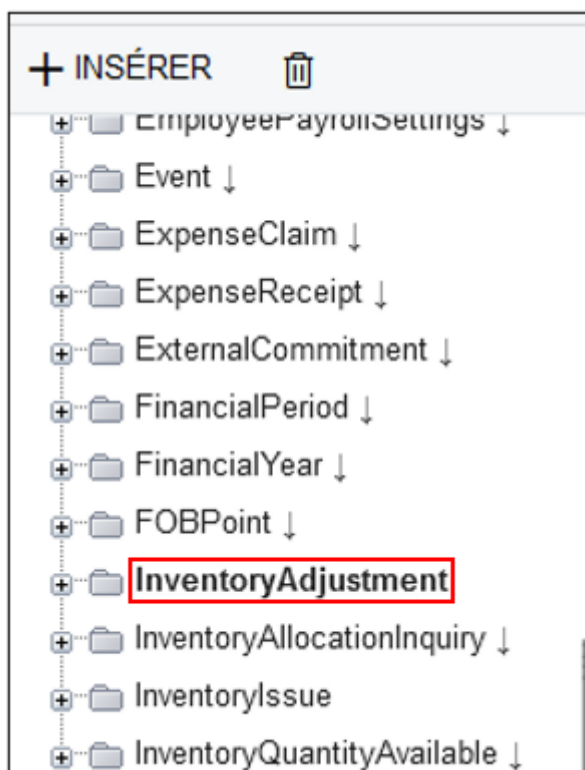 + INSÉRER
EmployeePayrollSettings ↓
Event ↓
ExpenseClaim ↓
ExpenseReceipt ↓
ExternalCommitment ↓
FinancialPeriod ↓
FinancialYear ↓
FOBPoint ↓
InventoryAdjustment
InventoryAllocationInquiry ↓
InventoryIssue
InventoryQuantityAvailable ↓